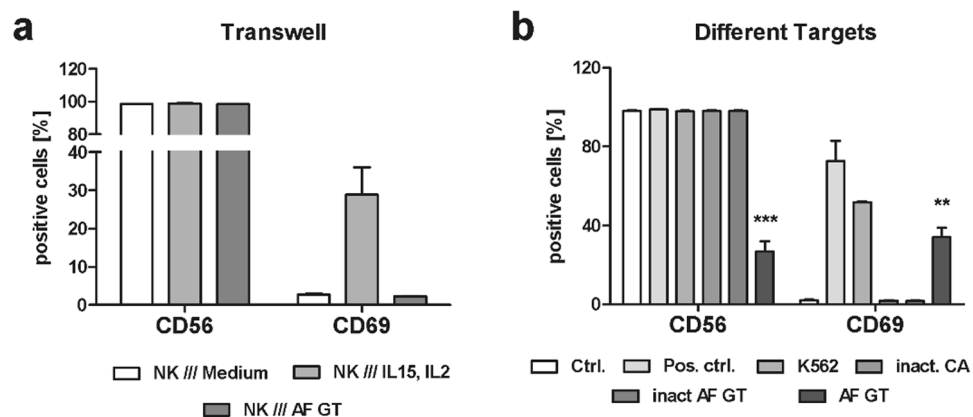 a
Transwell
positive cells [%]
120
100
80
40
30
20
10
0
CD56
CD69
NK /// Medium
NK /// IL15, IL2
NK /// AF GT
b
Different Targets
positive cells [%]
120
80
40
0
***
**
CD56
CD69
Ctrl.
Pos. ctrl.
K562
inact. CA
inact AF GT
AF GT